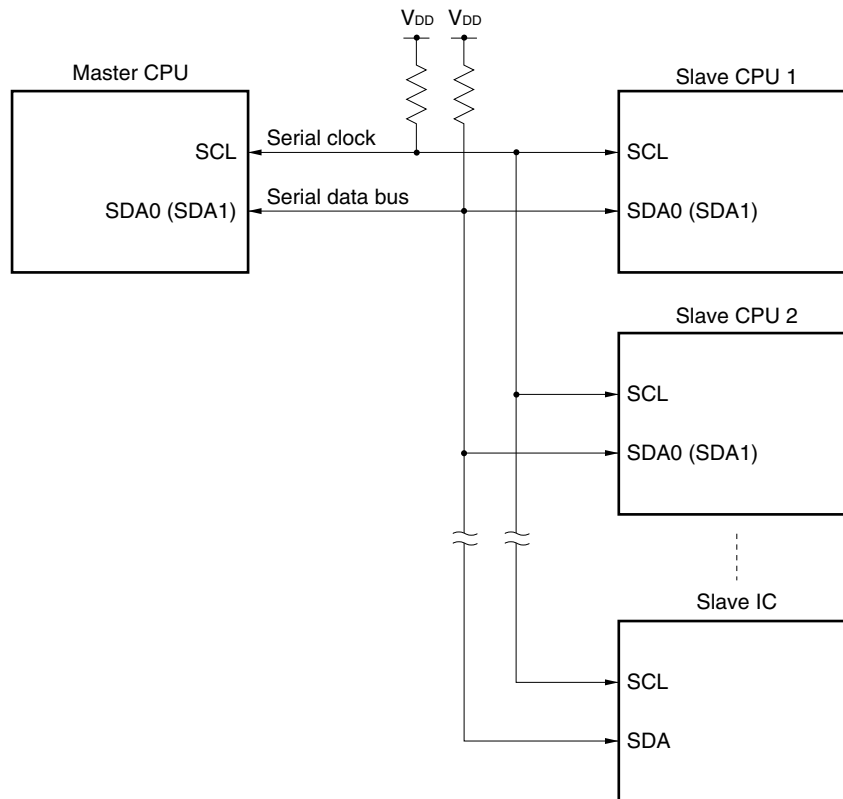 VDD VDD
Master CPU
Slave CPU 1
SCL
Serial clock
SCL
SDA0 (SDA1)
Serial data bus
SDA0 (SDA1)
Slave CPU 2
SCL
SDA0 (SDA1)
Slave IC
SCL
SDA